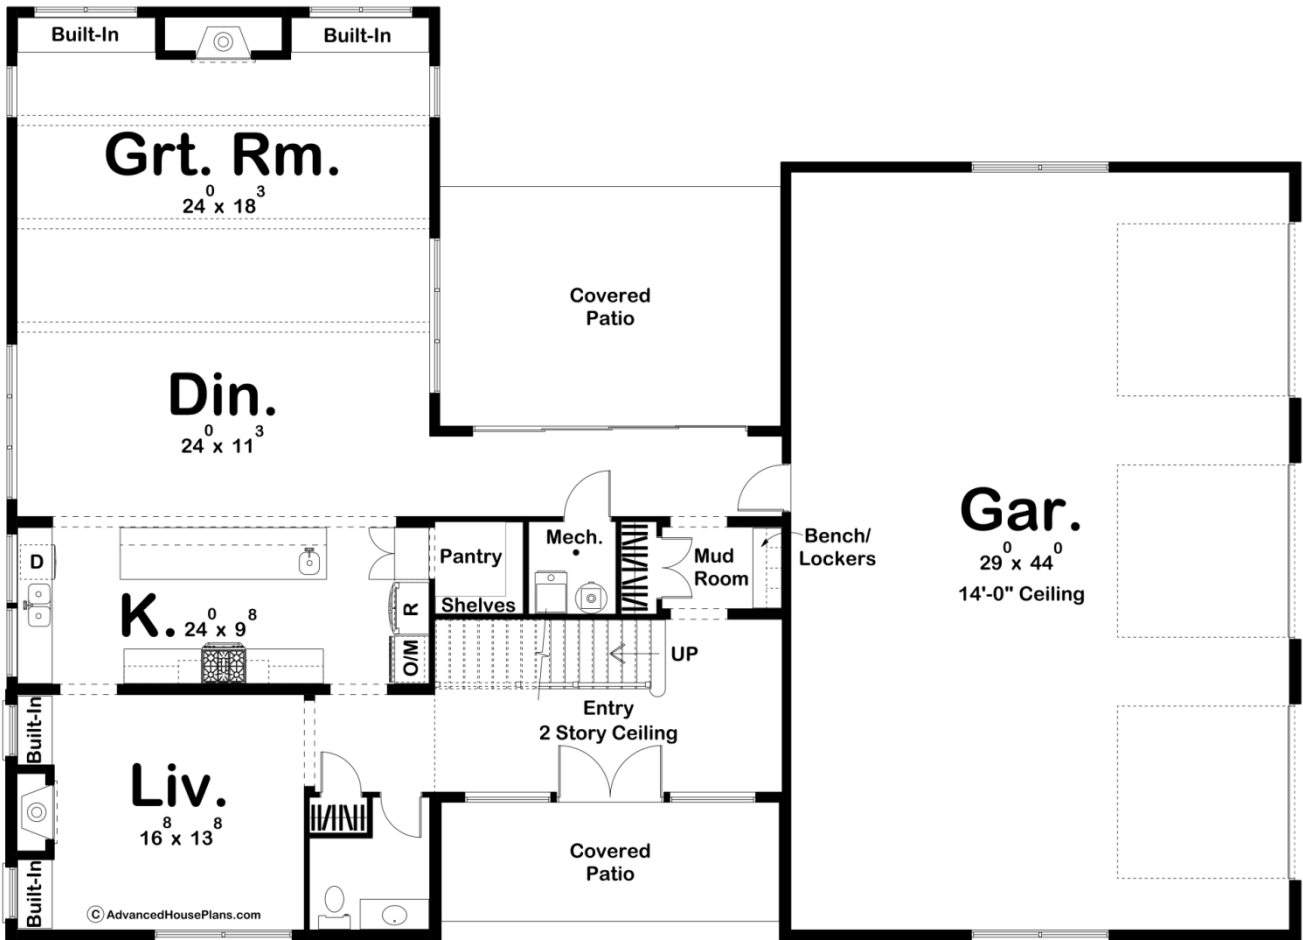 Built-In
Built-In
Grt. Rm.
24⁰ x 18³
Covered
Patio
Din.
24⁰ x 11³
Gar.
29⁰ x 44⁰
14'-0" Ceiling
Bench/
Lockers
D
Pantry
Shelves
Mech.
Mud
Room
K. 24⁰ x 9⁸
R
O/M
UP
Entry
2 Story Ceiling
Built-In
Liv.
16⁸ x 13⁸
Built-In
Covered
Patio
© AdvancedHousePlans.com